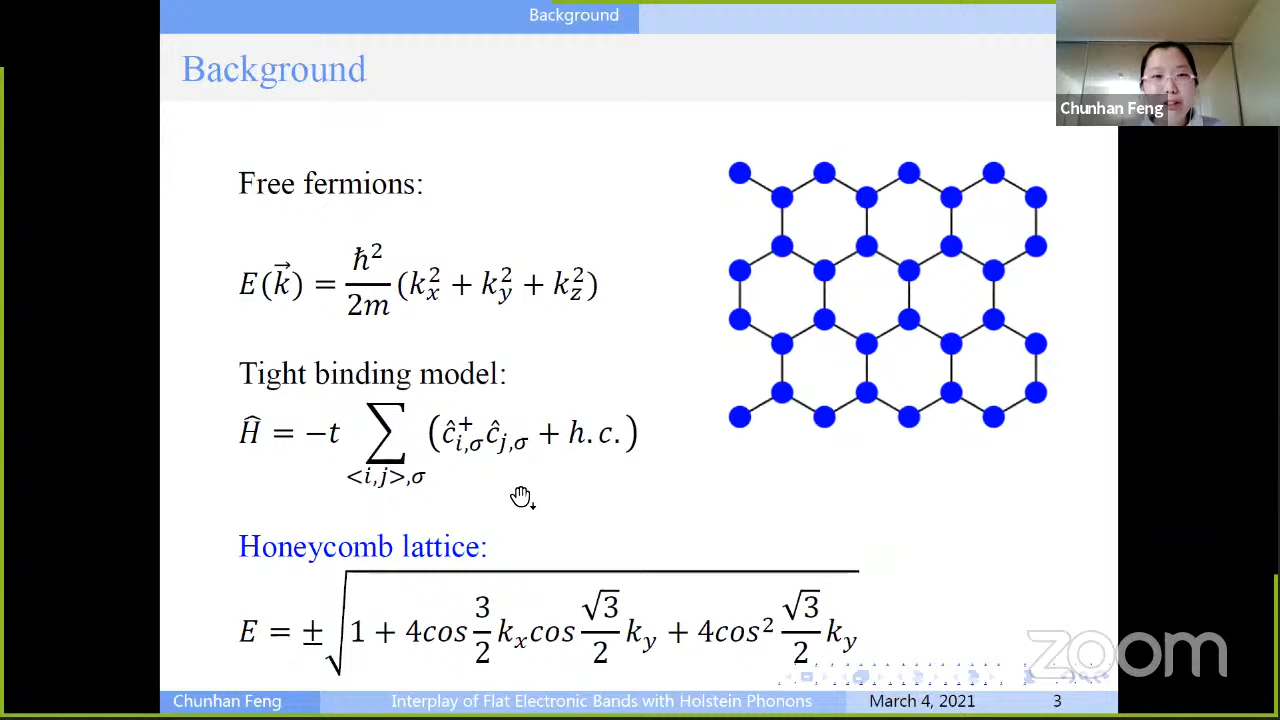 Background
Background
Chunhan Feng
Free fermions:
E(k⃗) = ħ²/2m (k_x² + k_y² + k_z²)
Tight binding model:
Ĥ = −t ∑_{<i,j>,σ} (ĉ⁺_{i,σ} ĉ_{j,σ} + h.c.)
Honeycomb lattice:
E = ± √(1 + 4cos 3/2 k_x cos √3/2 k_y + 4cos² √3/2 k_y)
zoom
Chunhan Feng Interplay of Flat Electronic Bands with Holstein Phonons March 4, 2021 3